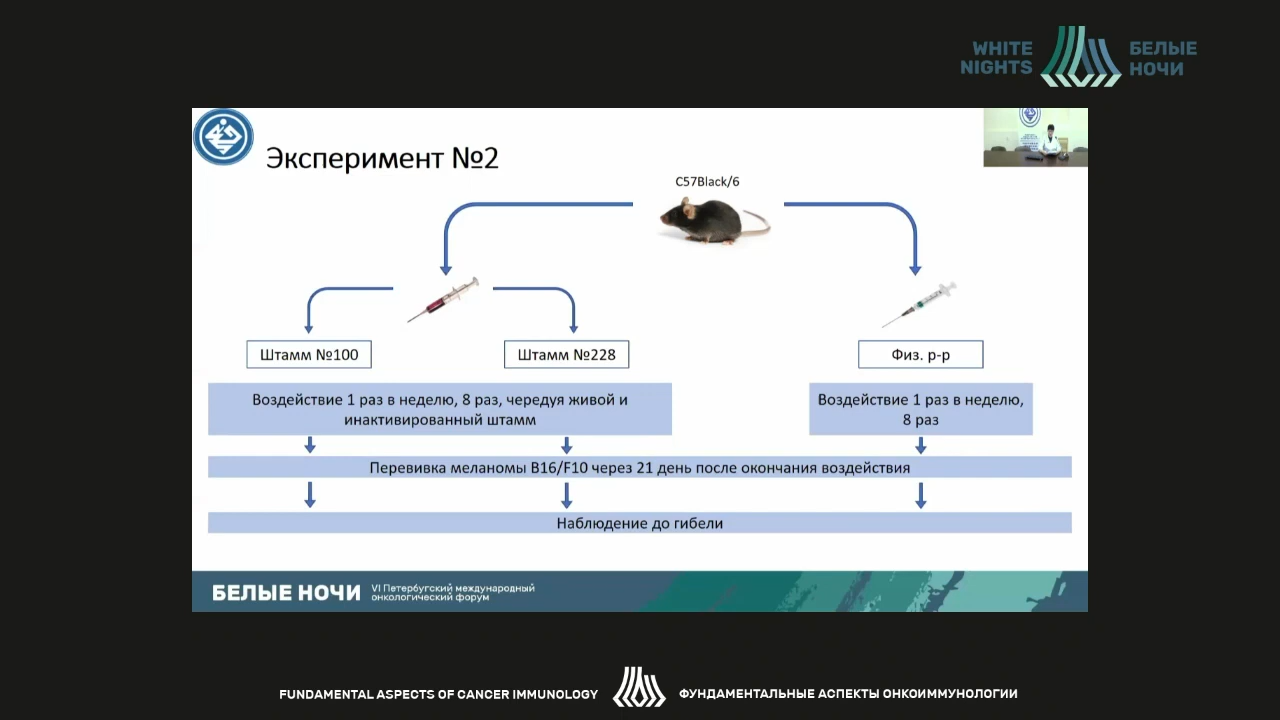 WHITE
NIGHTS
БЕЛЫЕ
НОЧИ
Эксперимент №2
C57Black/6
Штамм №100
Штамм №228
Физ. р-р
Воздействие 1 раз в неделю, 8 раз, чередуя живой и
инактивированный штамм
Воздействие 1 раз в неделю,
8 раз
Перевивка меланомы B16/F10 через 21 день после окончания воздействия
Наблюдение до гибели
БЕЛЫЕ НОЧИ
VI Петербургский международный
онкологический форум
FUNDAMENTAL ASPECTS OF CANCER IMMUNOLOGY
ФУНДАМЕНТАЛЬНЫЕ АСПЕКТЫ ОНКОИММУНОЛОГИИ